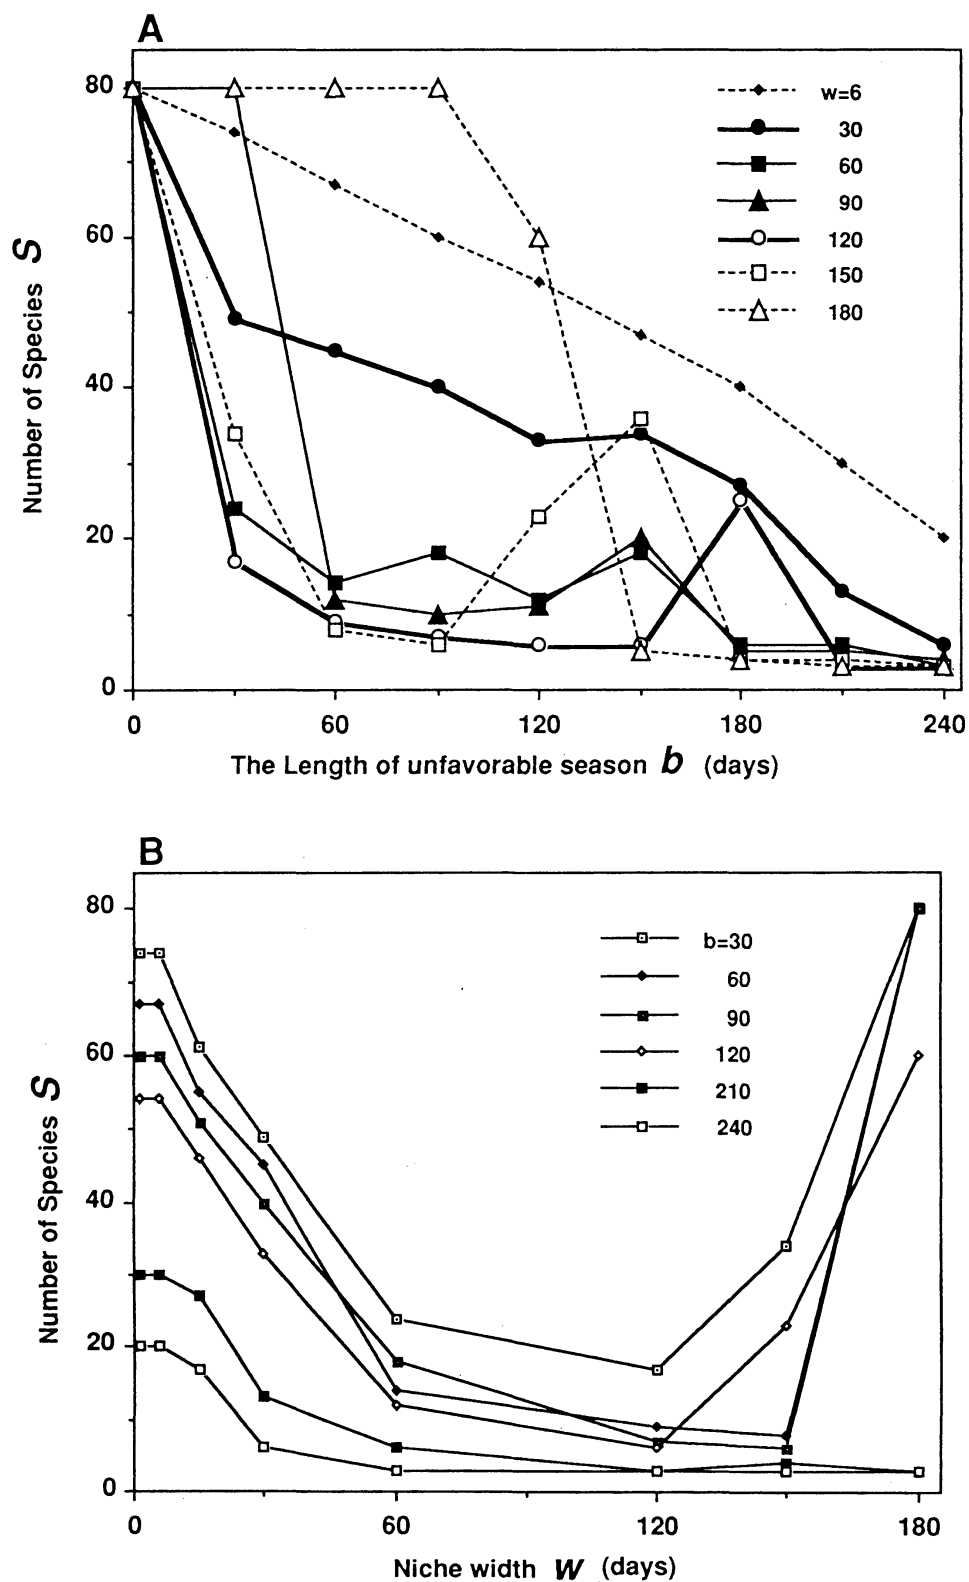 A
80
60
40
20
0
Number of Species S
w=6
30
60
90
120
150
180
0 60 120 180 240
The Length of unfavorable season b (days)
B
80
60
40
20
0
Number of Species S
b=30
60
90
120
210
240
0 60 120 180
Niche width w (days)